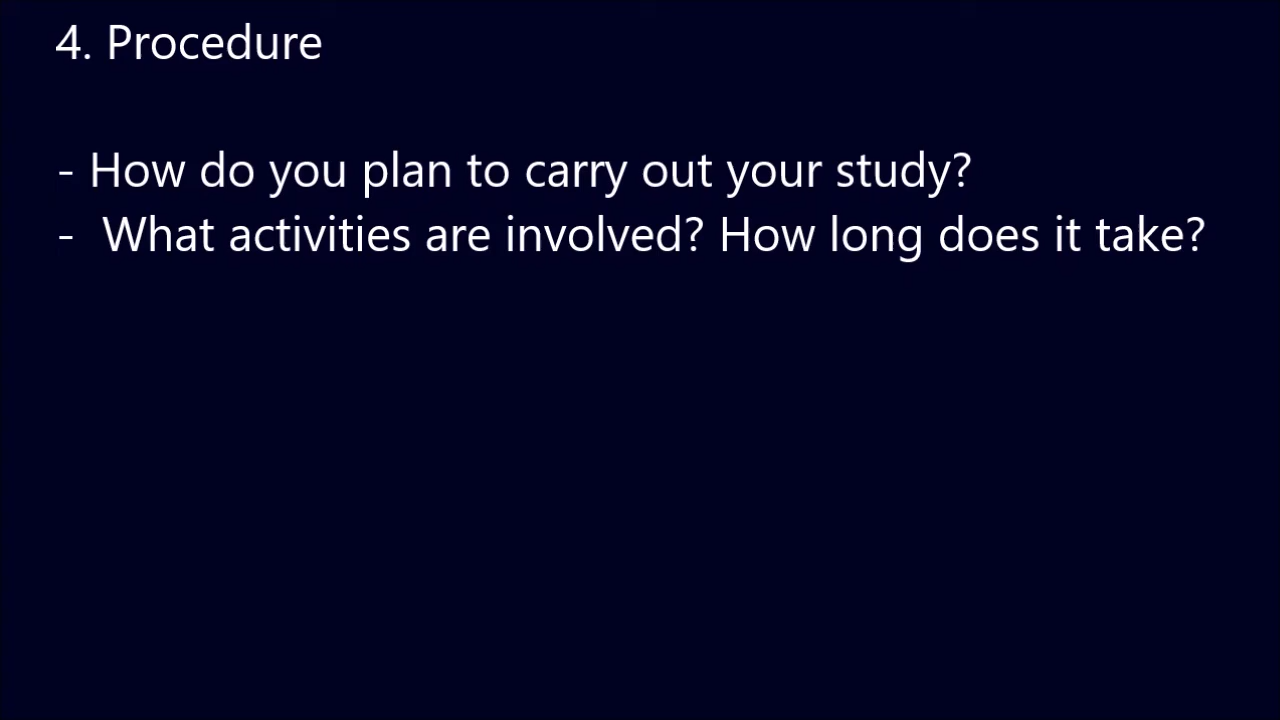 4. Procedure
- How do you plan to carry out your study?
- What activities are involved? How long does it take?